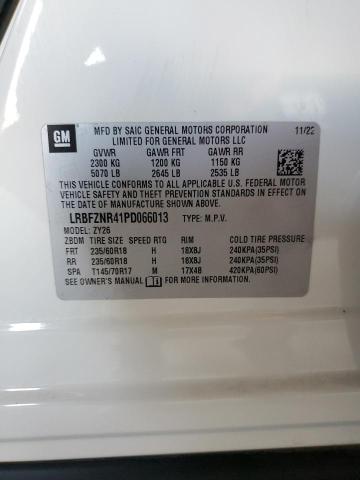 GM
MFD BY SAIC GENERAL MOTORS CORPORATION 11/22
LIMITED FOR GENERAL MOTORS LLC
GVWR GAWR FRT GAWR RR
2300 KG 1200 KG 1150 KG
5070 LB 2645 LB 2535 LB
THIS VEHICLE CONFORMS TO ALL APPLICABLE U.S.
FEDERAL MOTOR VEHICLE SAFETY, BUMPER, AND
THEFT PREVENTION STANDARDS IN EFFECT ON THE
DATE OF MANUFACTURE SHOWN ABOVE.
LRBFZNR41PD066013 TYPE: M.P.V.
MODEL: ZY26
ZBDM TIRE SIZE SPEED RTG RIM COLD TIRE PRESSURE
FRT 235/60R18 H 18X8J 240KPA(35PSI)
RR 235/60R18 H 18X8J 240KPA(35PSI)
SPA T145/70R17 M 17X4B 420KPA(60PSI)
SEE OWNER'S MANUAL FOR MORE INFORMATION